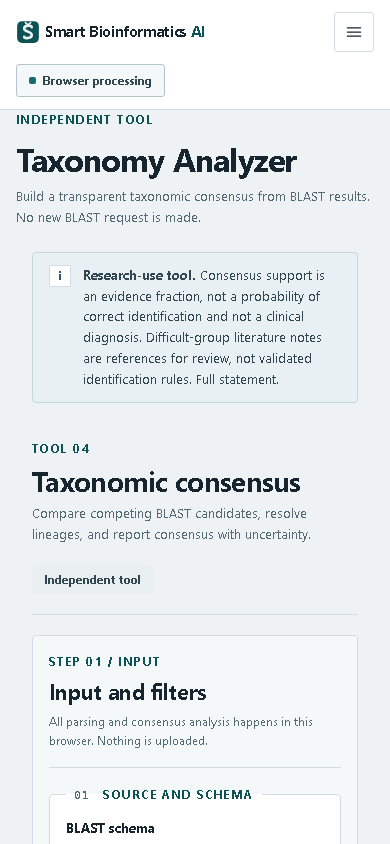 Š Smart Bioinformatics AI
Browser processing
INDEPENDENT TOOL
Taxonomy Analyzer
Build a transparent taxonomic consensus from BLAST results.
No new BLAST request is made.
i Research-use tool. Consensus support is
an evidence fraction, not a probability of
correct identification and not a clinical
diagnosis. Difficult-group literature notes
are references for review, not validated
identification rules. Full statement.
TOOL 04
Taxonomic consensus
Compare competing BLAST candidates, resolve
lineages, and report consensus with uncertainty.
Independent tool
STEP 01 / INPUT
Input and filters
All parsing and consensus analysis happens in this
browser. Nothing is uploaded.
01 SOURCE AND SCHEMA
BLAST schema